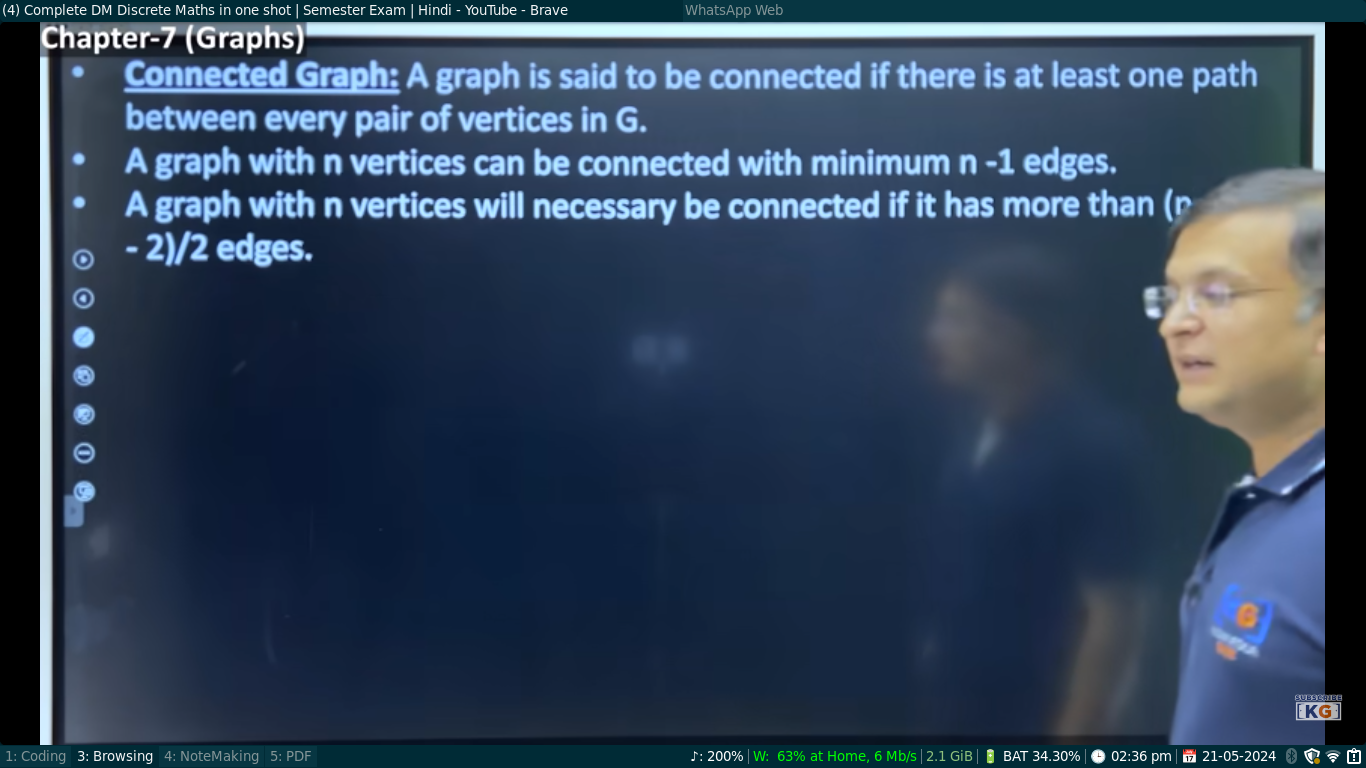 (4) Complete DM Discrete Maths in one shot | Semester Exam | Hindi - YouTube - Brave
WhatsApp Web
Chapter-7 (Graphs)
• Connected Graph: A graph is said to be connected if there is at least one path
between every pair of vertices in G.
• A graph with n vertices can be connected with minimum n -1 edges.
• A graph with n vertices will necessary be connected if it has more than (n
- 2)/2 edges.
SUBSCRIBE
KG
1: Coding 3: Browsing 4: NoteMaking 5: PDF
♪: 200% | W: 63% at Home, 6 Mb/s | 2.1 GiB | BAT 34.30% | 02:36 pm | 21-05-2024